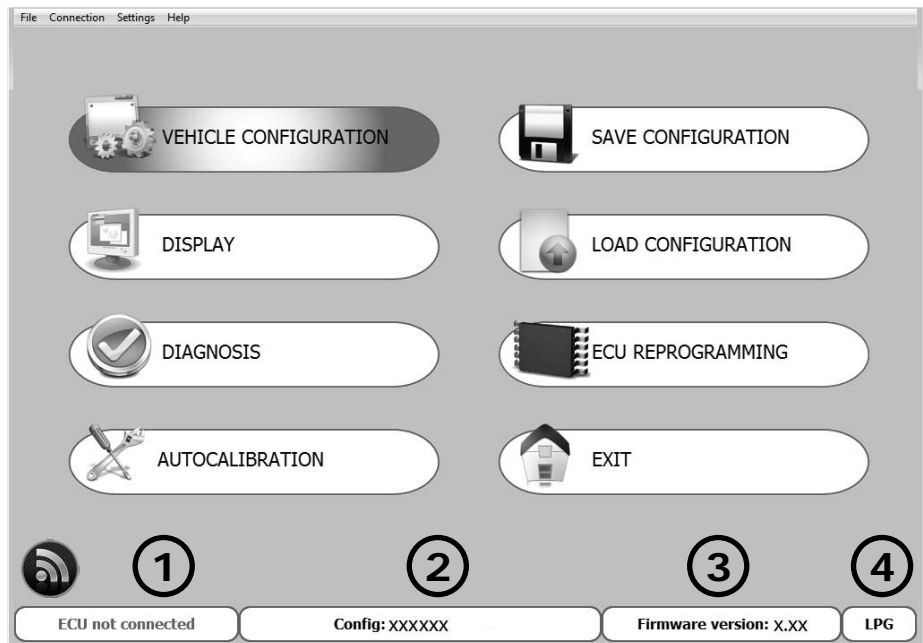 File Connection Settings Help
VEHICLE CONFIGURATION
SAVE CONFIGURATION
DISPLAY
LOAD CONFIGURATION
DIAGNOSIS
ECU REPROGRAMMING
AUTOCALIBRATION
EXIT
1
2
3
4
ECU not connected
Config: XXXXXX
Firmware version: X.XX
LPG